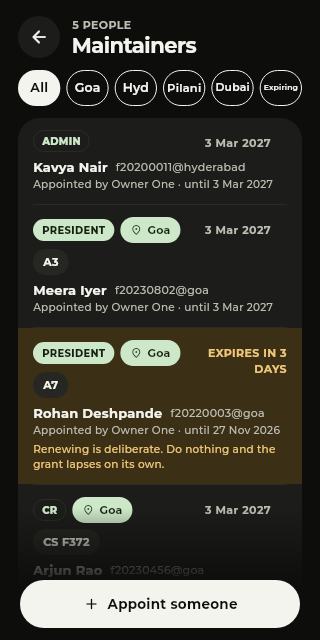 5 PEOPLE
Maintainers
All Goa Hyd Pilani Dubai Expiring
ADMIN 3 Mar 2027
Kavya Nair f20200011@hyderabad
Appointed by Owner One · until 3 Mar 2027
PRESIDENT Goa 3 Mar 2027
A3
Meera Iyer f20230802@goa
Appointed by Owner One · until 3 Mar 2027
PRESIDENT Goa EXPIRES IN 3
DAYS
A7
Rohan Deshpande f20220003@goa
Appointed by Owner One · until 27 Nov 2026
Renewing is deliberate. Do nothing and the
grant lapses on its own.
CR Goa 3 Mar 2027
CS F372
Arjun Rao f20230456@goa
Appoint someone